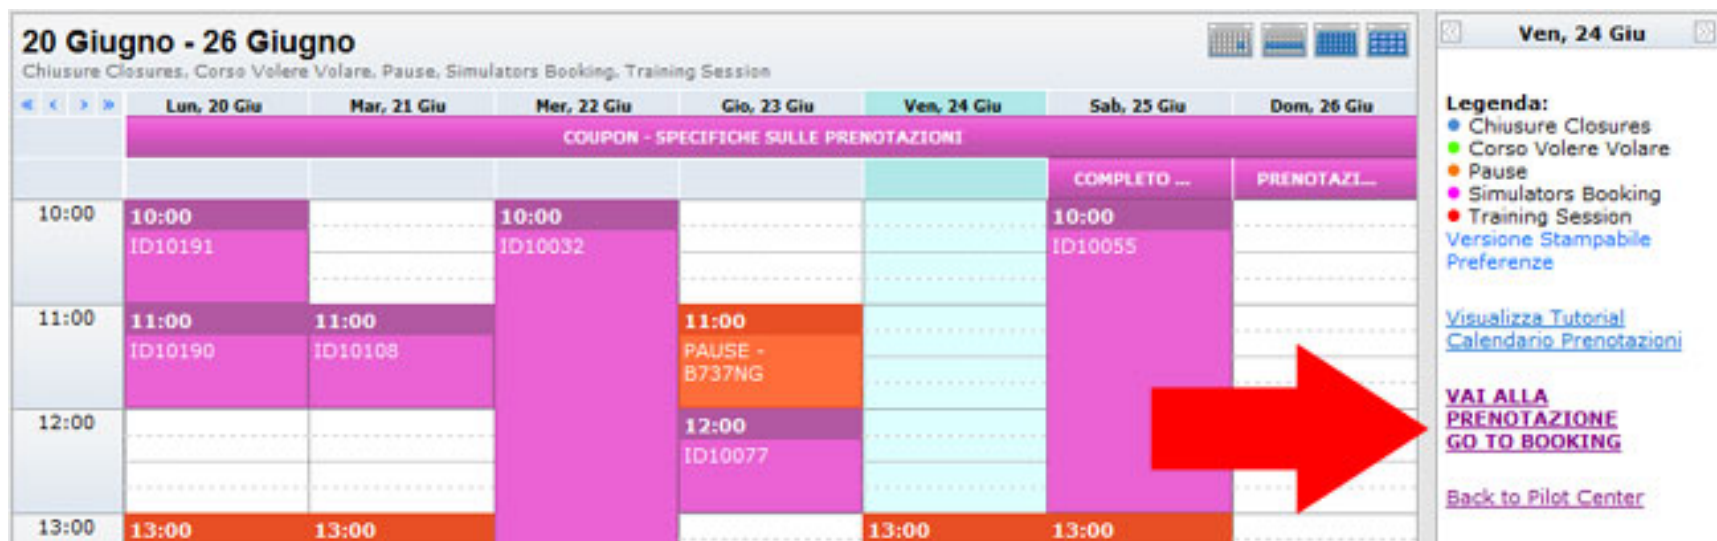 20 Giugno - 26 Giugno
Chiusure Closures, Corso Volere Volare, Pause, Simulators Booking, Training Session
« < > » Lun, 20 Giu Mar, 21 Giu Mer, 22 Giu Gio, 23 Giu Ven, 24 Giu Sab, 25 Giu Dom, 26 Giu
COUPON - SPECIFICHE SULLE PRENOTAZIONI
COMPLETO ... PRENOTAZI...
10:00 10:00 10:00 10:00
ID10191 ID10032 ID10055
11:00 11:00 11:00 11:00
ID10190 ID10108 PAUSE -
B737NG
12:00 12:00
ID10077
13:00 13:00 13:00 13:00 13:00
« Ven, 24 Giu »
Legenda:
Chiusure Closures
Corso Volere Volare
Pause
Simulators Booking
Training Session
Versione Stampabile
Preferenze
Visualizza Tutorial
Calendario Prenotazioni
VAI ALLA
PRENOTAZIONE
GO TO BOOKING
Back to Pilot Center